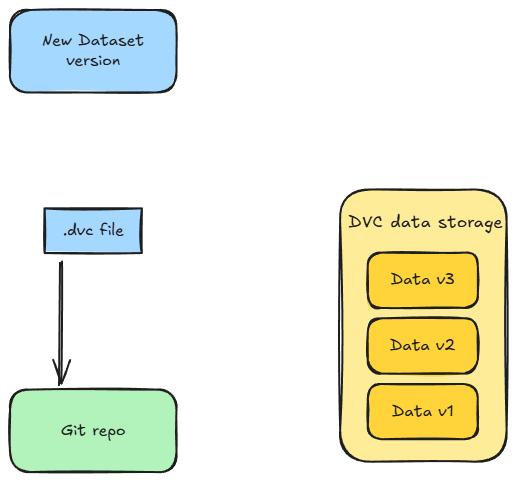 New Dataset
version
.dvc file
Git repo
DVC data storage
Data v3
Data v2
Data v1